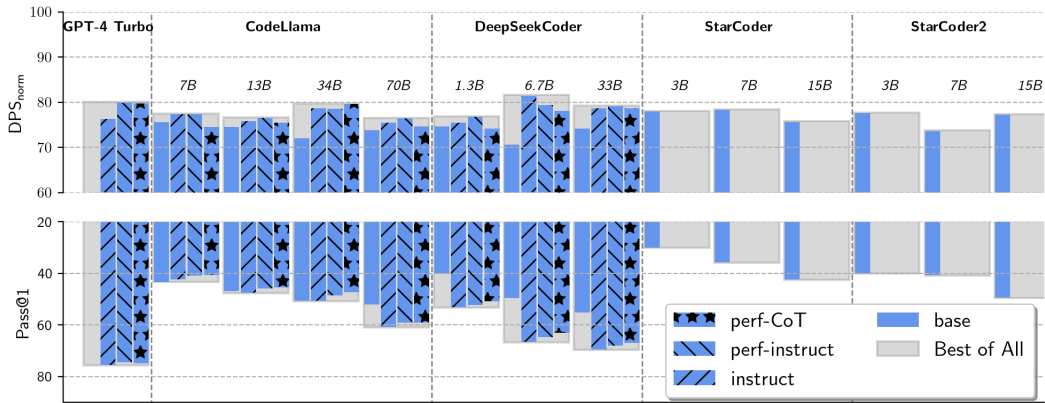 100
GPT-4 Turbo CodeLlama DeepSeekCoder StarCoder StarCoder2
90
7B 13B 34B 70B 1.3B 6.7B 33B 3B 7B 15B 3B 7B 15B
80
70
60
DPSnorm
20
40
60
80
Pass@1
perf-CoT base
perf-instruct Best of All
instruct